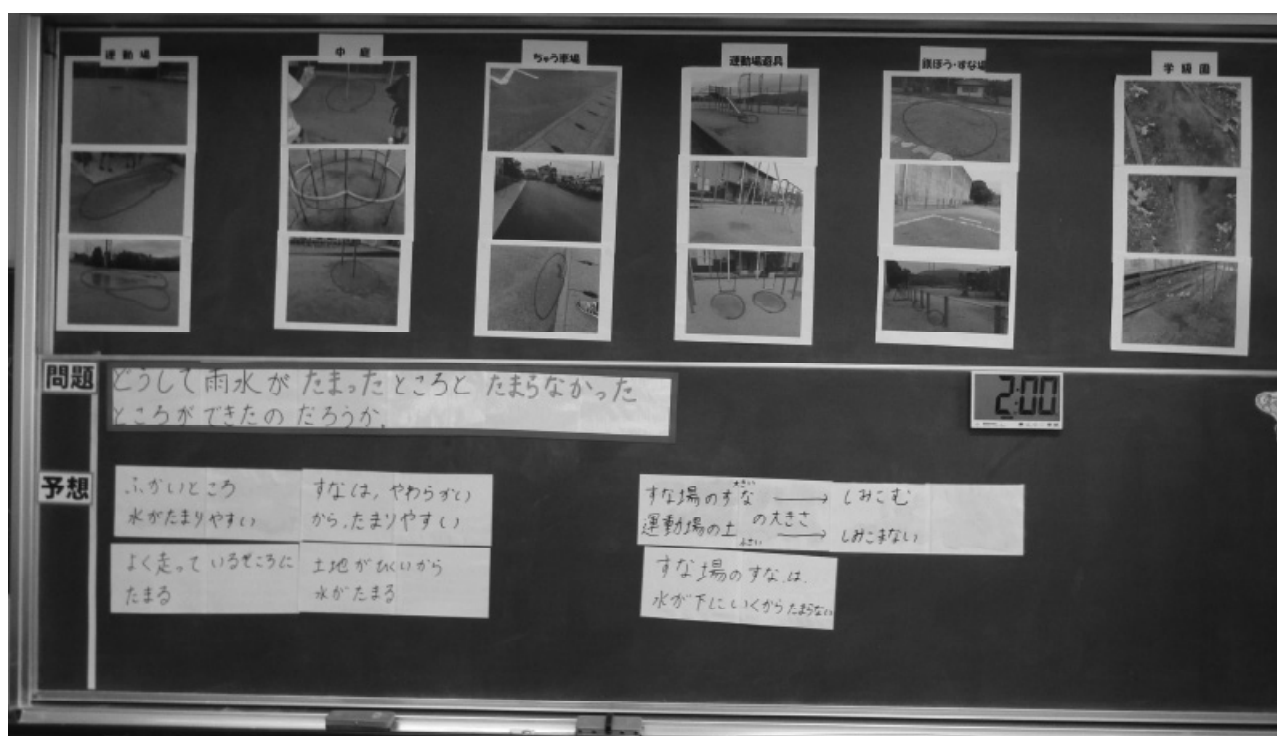 運動場
中庭
ちゅう車場
運動場遊具
鉄ぼう・すな場
学級園
問題
どうして雨水が たまったところと たまらなかった
ところができたのだろうか。
2:00
予想
ふかいところ
水がたまりやすい
すなは、やわらかい
から、たまりやすい
よく走っているところに
たまる
土地がひくいから
水がたまる
すな場のすな → しみこむ
の大きさ
運動場の土 → しみこまない
すな場のすなは、
水が下にいくからたまらない